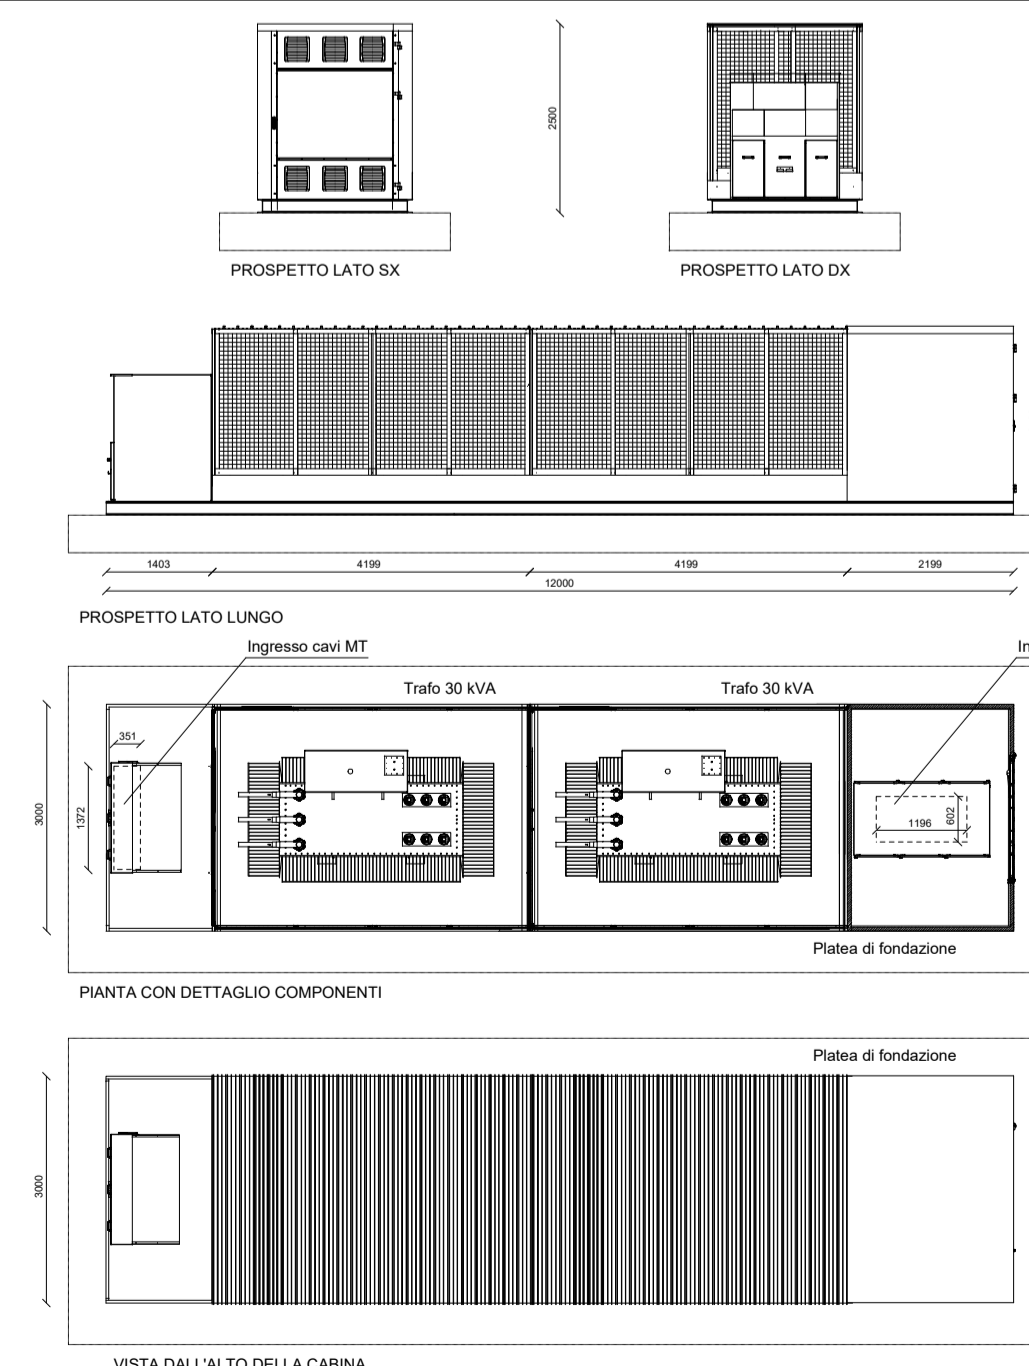 2500
PROSPETTO LATO SX
PROSPETTO LATO DX
1403
4199
4199
2199
12000
PROSPETTO LATO LUNGO
Ingresso cavi MT
In
Trafo 30 kVA
Trafo 30 kVA
351
3000
1372
1196
602
Platea di fondazione
PIANTA CON DETTAGLIO COMPONENTI
Platea di fondazione
3000
VISTA DALL'ALTO DELLA CABINA